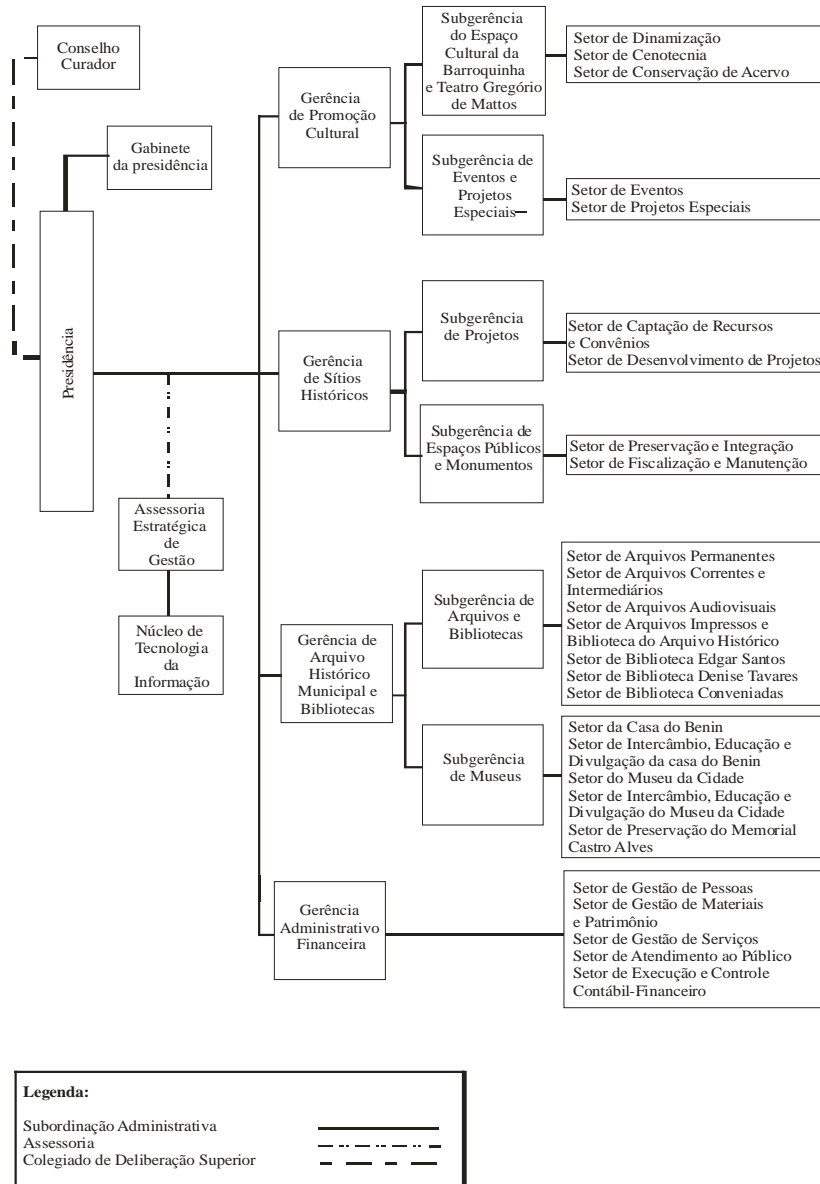 Conselho
Curador
Gabinete
da presidência
Presidência
Assessoria
Estratégica
de
Gestão
Núcleo de
Tecnologia
da
Informação
Gerência
de Promoção
Cultural
Subgerência
do Espaço
Cultural da
Barroquinha
e Teatro Gregório
de Mattos
Setor de Dinamização
Setor de Cenotecnia
Setor de Conservação de Acervo
Subgerência de
Eventos e
Projetos
Especiais
Setor de Eventos
Setor de Projetos Especiais
Gerência
de Sítios
Históricos
Subgerência
de Projetos
Setor de Captação de Recursos
e Convênios
Setor de Desenvolvimento de Projetos
Subgerência de
Espaços Públicos
e Monumentos
Setor de Preservação e Integração
Setor de Fiscalização e Manutenção
Gerência de
Arquivo
Histórico
Municipal e
Bibliotecas
Subgerência de
Arquivos e
Bibliotecas
Setor de Arquivos Permanentes
Setor de Arquivos Correntes e
Intermediários
Setor de Arquivos Audiovisuais
Setor de Arquivos Impressos e
Biblioteca do Arquivo Histórico
Setor de Biblioteca Edgar Santos
Setor de Biblioteca Denise Tavares
Setor de Biblioteca Conveniadas
Subgerência
de Museus
Setor da Casa do Benin
Setor de Intercâmbio, Educação e
Divulgação da casa do Benin
Setor do Museu da Cidade
Setor de Intercâmbio, Educação e
Divulgação do Museu da Cidade
Setor de Preservação do Memorial
Castro Alves
Gerência
Administrativo
Financeira
Setor de Gestão de Pessoas
Setor de Gestão de Materiais
e Patrimônio
Setor de Gestão de Serviços
Setor de Atendimento ao Público
Setor de Execução e Controle
Contábil-Financeiro
Legenda:
Subordinação Administrativa
Assessoria
Colegiado de Deliberação Superior